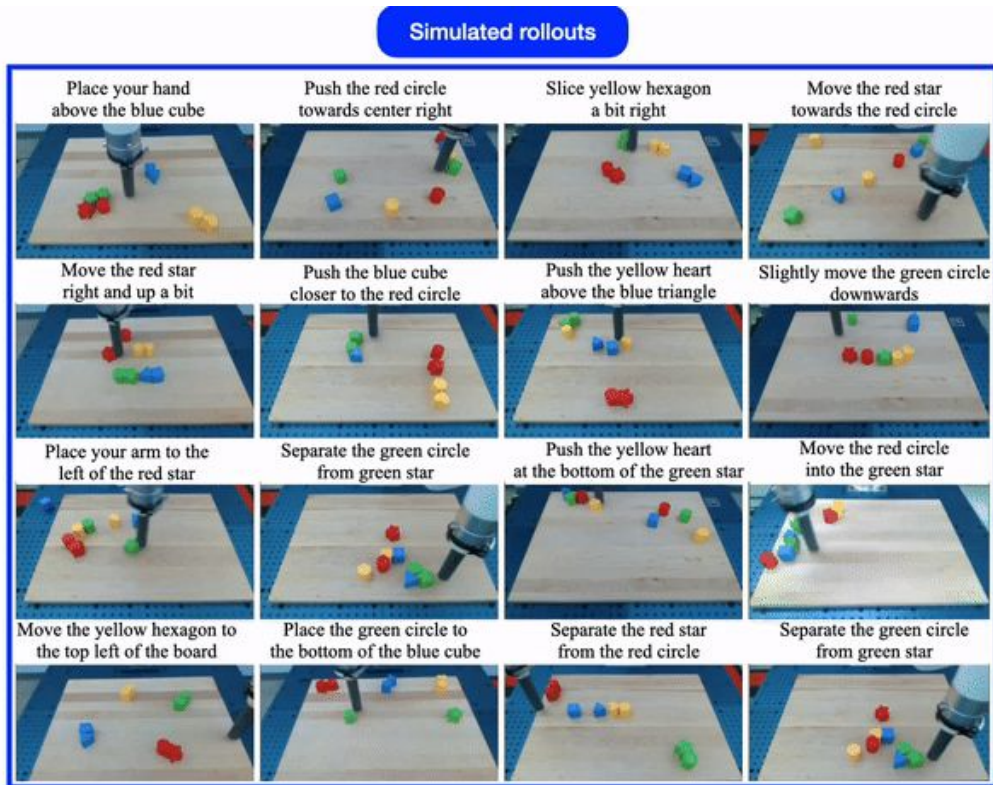 Simulated rollouts
Place your hand
above the blue cube
Push the red circle
towards center right
Slice yellow hexagon
a bit right
Move the red star
towards the red circle
Move the red star
right and up a bit
Push the blue cube
closer to the red circle
Push the yellow heart
above the blue triangle
Slightly move the green circle
downwards
Place your arm to the
left of the red star
Separate the green circle
from green star
Push the yellow heart
at the bottom of the green star
Move the red circle
into the green star
Move the yellow hexagon to
the top left of the board
Place the green circle to
the bottom of the blue cube
Separate the red star
from the red circle
Separate the green circle
from green star